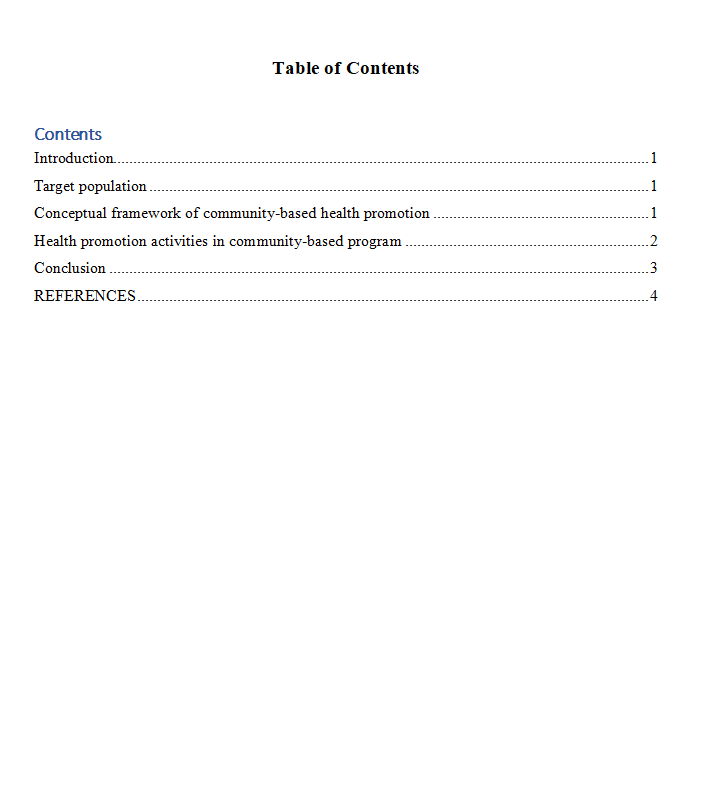 Table of Contents
Contents
Introduction........................................................................................................................................1
Target population...............................................................................................................................1
Conceptual framework of community-based health promotion.......................................................1
Health promotion activities in community-based program..............................................................2
Conclusion.........................................................................................................................................3
REFERENCES..................................................................................................................................4